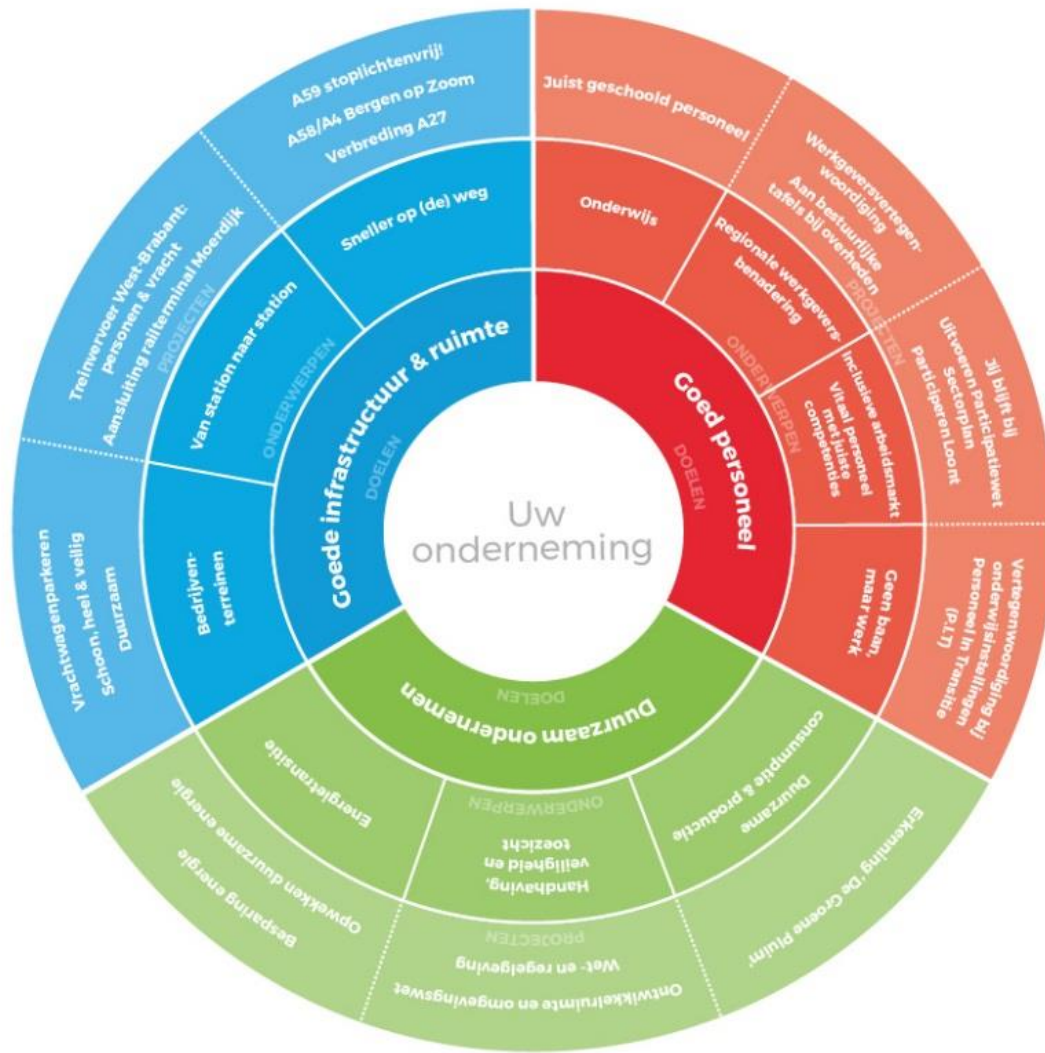 Uw
onderneming
Goede infrastructuur & ruimte
DOELEN
ONDERWERPEN
PROJECTEN
Sneller op (de) weg
A59 stoplichtenvrij!
A58/A4 Bergen op Zoom
Verbreding A27
Van station naar station
Treinvervoer West-Brabant:
personen & vracht
Aansluiting railterminal Moerdijk
Bedrijven-
terreinen
Vrachtwagenparkeren
Schoon, heel & veilig
Duurzaam
Goed personeel
DOELEN
ONDERWERPEN
PROJECTEN
Onderwijs
Juist geschoold personeel
Regionale werkgevers-
benadering
Werkgeversvertegen-
woordiging
Aan bestuurlijke
tafels bij overheden
Inclusieve arbeidsmarkt
Vitaal personeel
met juiste
competenties
Jij blijft bij
Uitvoeren Participatiewet
Sectorplan
Participeren Loont
Geen baan,
maar werk
Vertegenwoordiging bij
onderwijsinstellingen
Personeel In Transitie
(P.I.T)
Duurzaam ondernemen
DOELEN
ONDERWERPEN
PROJECTEN
Duurzame
consumptie & productie
Erkenning 'De Groene Pluim'
Handhaving,
veiligheid en
toezicht
Ontwikkelruimte en omgevingswet
Wet- en regelgeving
Energietransitie
Besparing energie
Opwekken duurzame energie